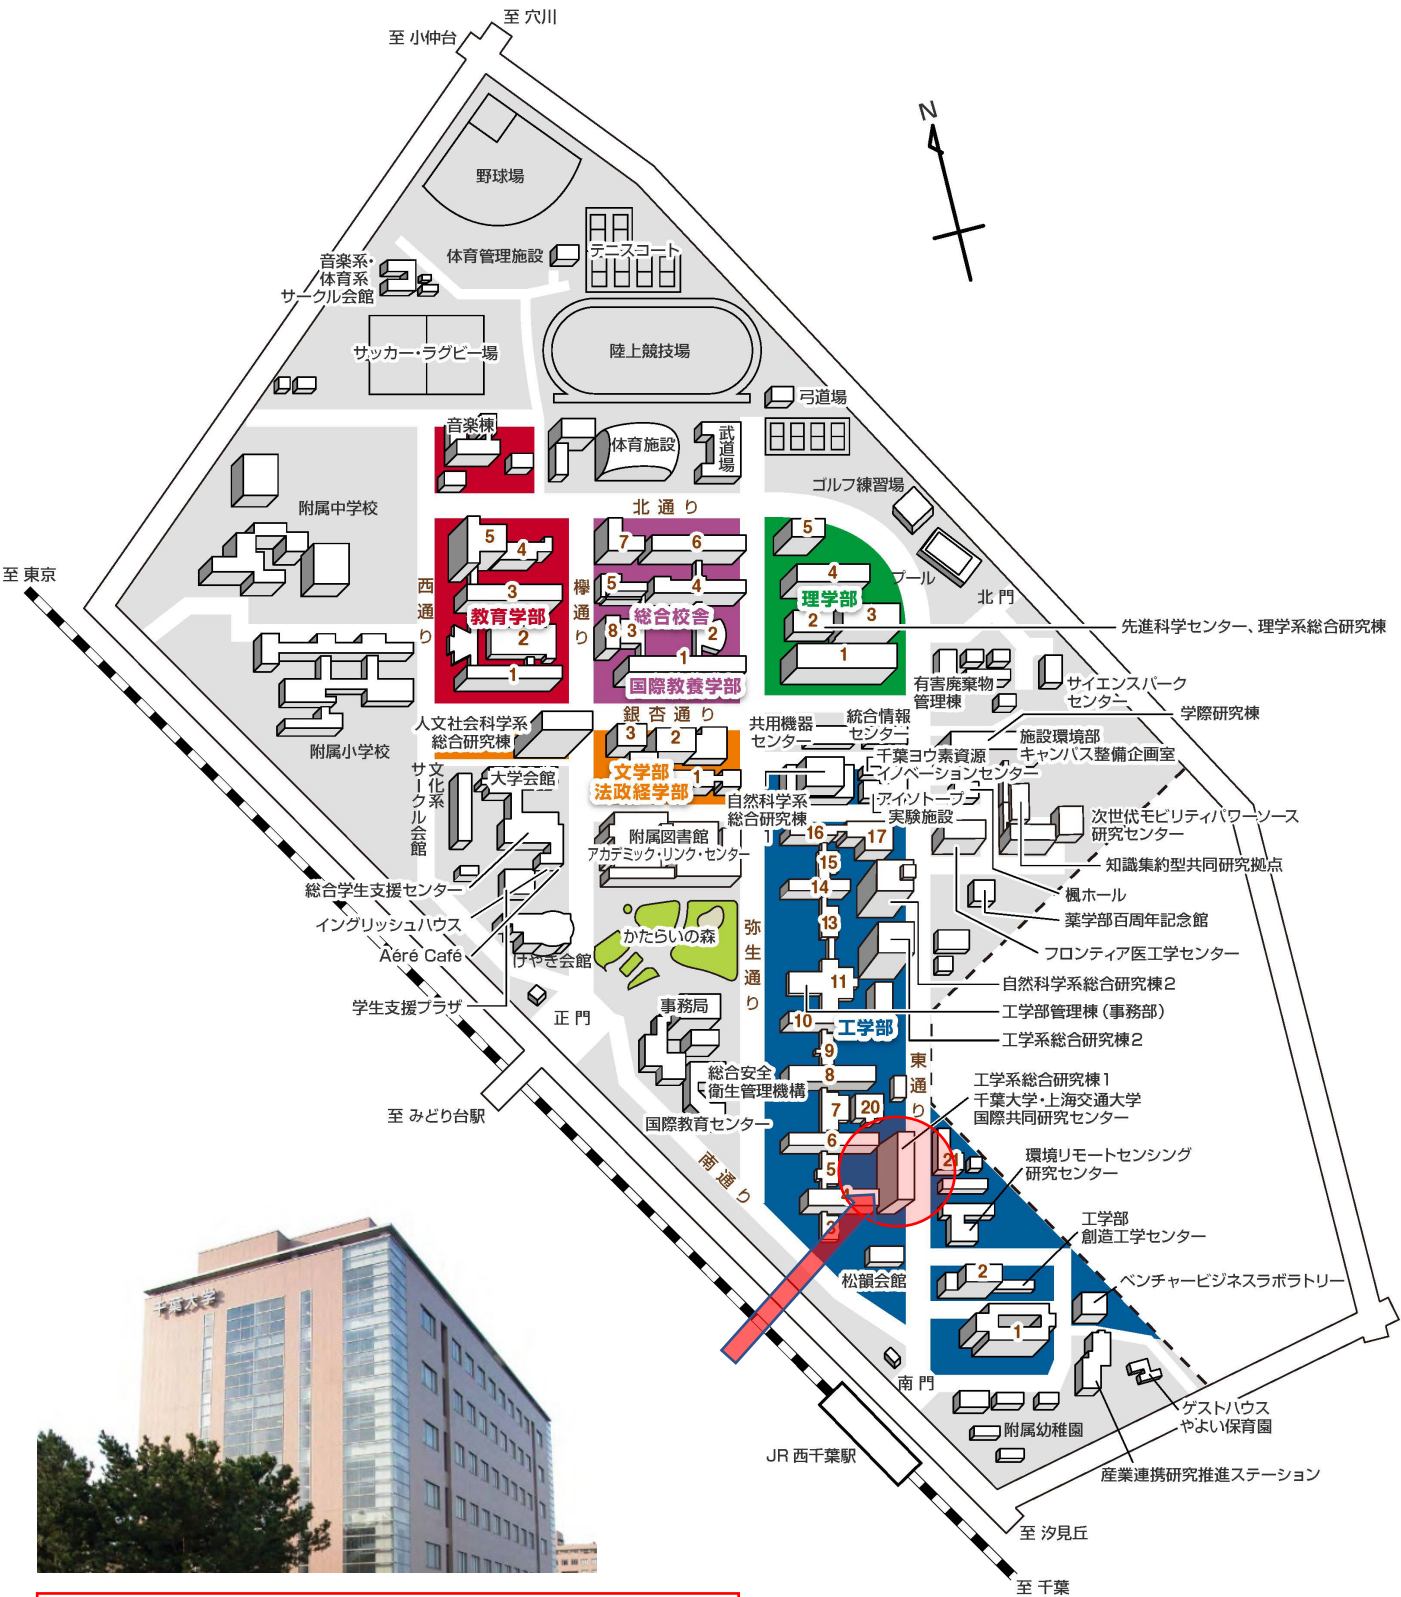 至 穴川
至 小仲台
N
野球場
体育管理施設
テニスコート
音楽系・
体育系
サークル会館
サッカー・ラグビー場
陸上競技場
弓道場
音楽棟
体育施設
武道場
ゴルフ練習場
附属中学校
北通り
5
4
3
教育学部
2
1
7
6
5
4
総合校舎
8
3
2
1
国際教養学部
5
4
理学部
2
3
1
プール
北門
至 東京
西通り
欅通り
先進科学センター、理学系総合研究棟
有害廃棄物
管理棟
サイエンスパーク
センター
学際研究棟
附属小学校
人文社会科学系
総合研究棟
銀杏通り
3
2
1
文学部
法政経学部
共用機器
センター
統合情報
センター
施設環境部
キャンパス整備企画室
千葉ヨウ素資源
イノベーションセンター
文化系
サークル会館
大学会館
自然科学系
総合研究棟
1
アイソトープ
実験施設
次世代モビリティパワーソース
研究センター
附属図書館
アカデミック・リンク・センター
16
17
15
14
13
11
10
工学部
9
8
7
20
6
5
4
3
知識集約型共同研究拠点
楓ホール
薬学部百周年記念館
フロンティア医工学センター
総合学生支援センター
イングリッシュハウス
Aéré Café
けやき会館
学生支援プラザ
かたらいの森
弥生通り
自然科学系総合研究棟2
工学部管理棟（事務部）
工学系総合研究棟2
正門
事務局
総合安全
衛生管理機構
国際教育センター
東通り
工学系総合研究棟1
千葉大学・上海交通大学
国際共同研究センター
至 みどり台駅
南通り
21
環境リモートセンシング
研究センター
工学部
創造工学センター
松韻会館
2
ベンチャービジネスラボラトリー
1
千葉大学
南門
附属幼稚園
ゲストハウス
やよい保育園
JR 西千葉駅
産業連携研究推進ステーション
至 汐見丘
至 千葉